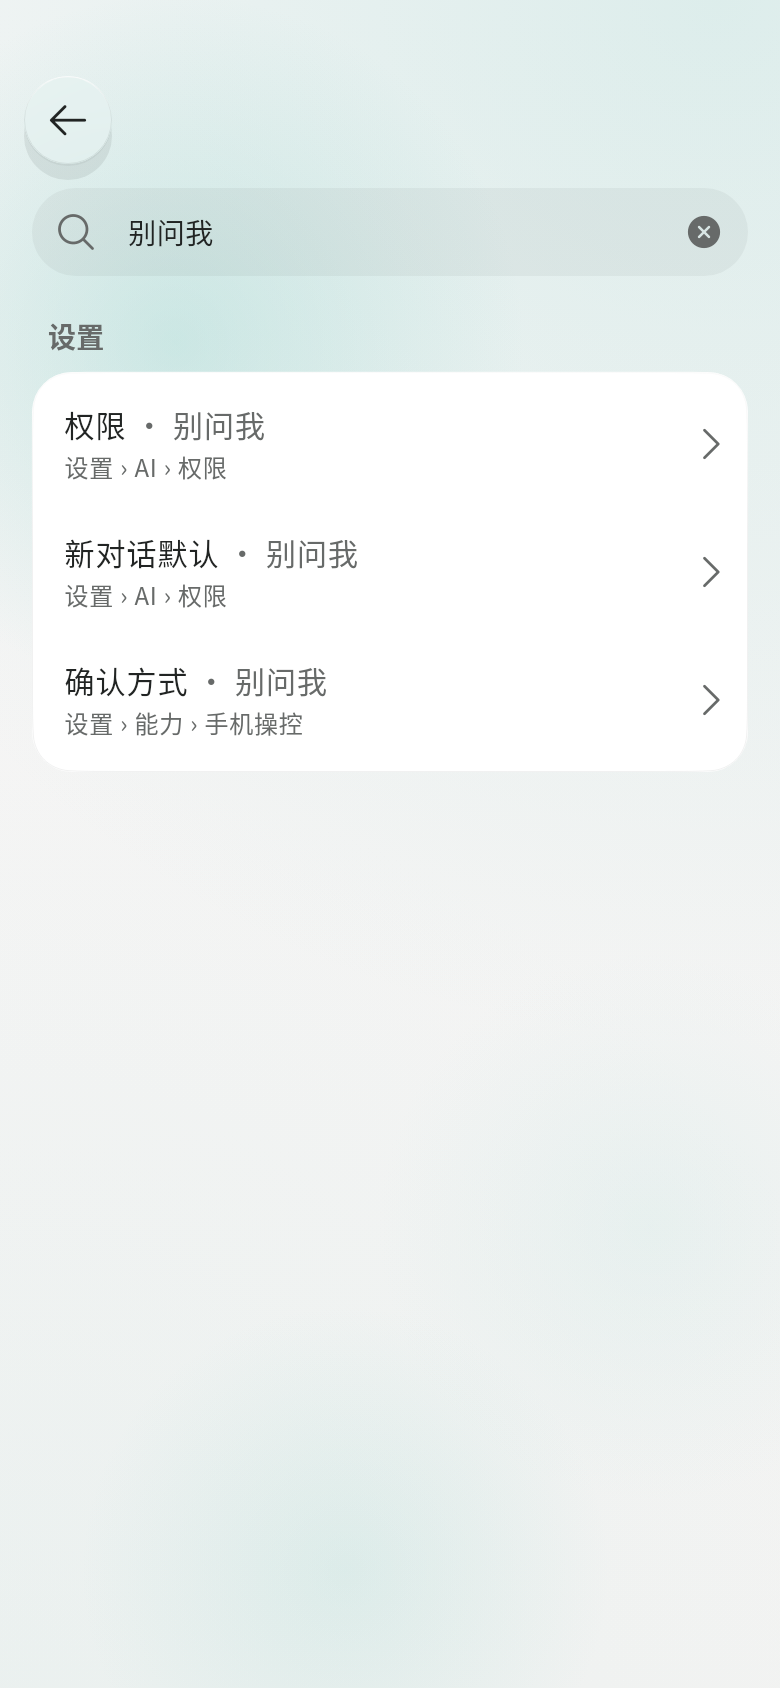 别问我
设置
权限 · 别问我
设置 › AI › 权限
新对话默认 · 别问我
设置 › AI › 权限
确认方式 · 别问我
设置 › 能力 › 手机操控